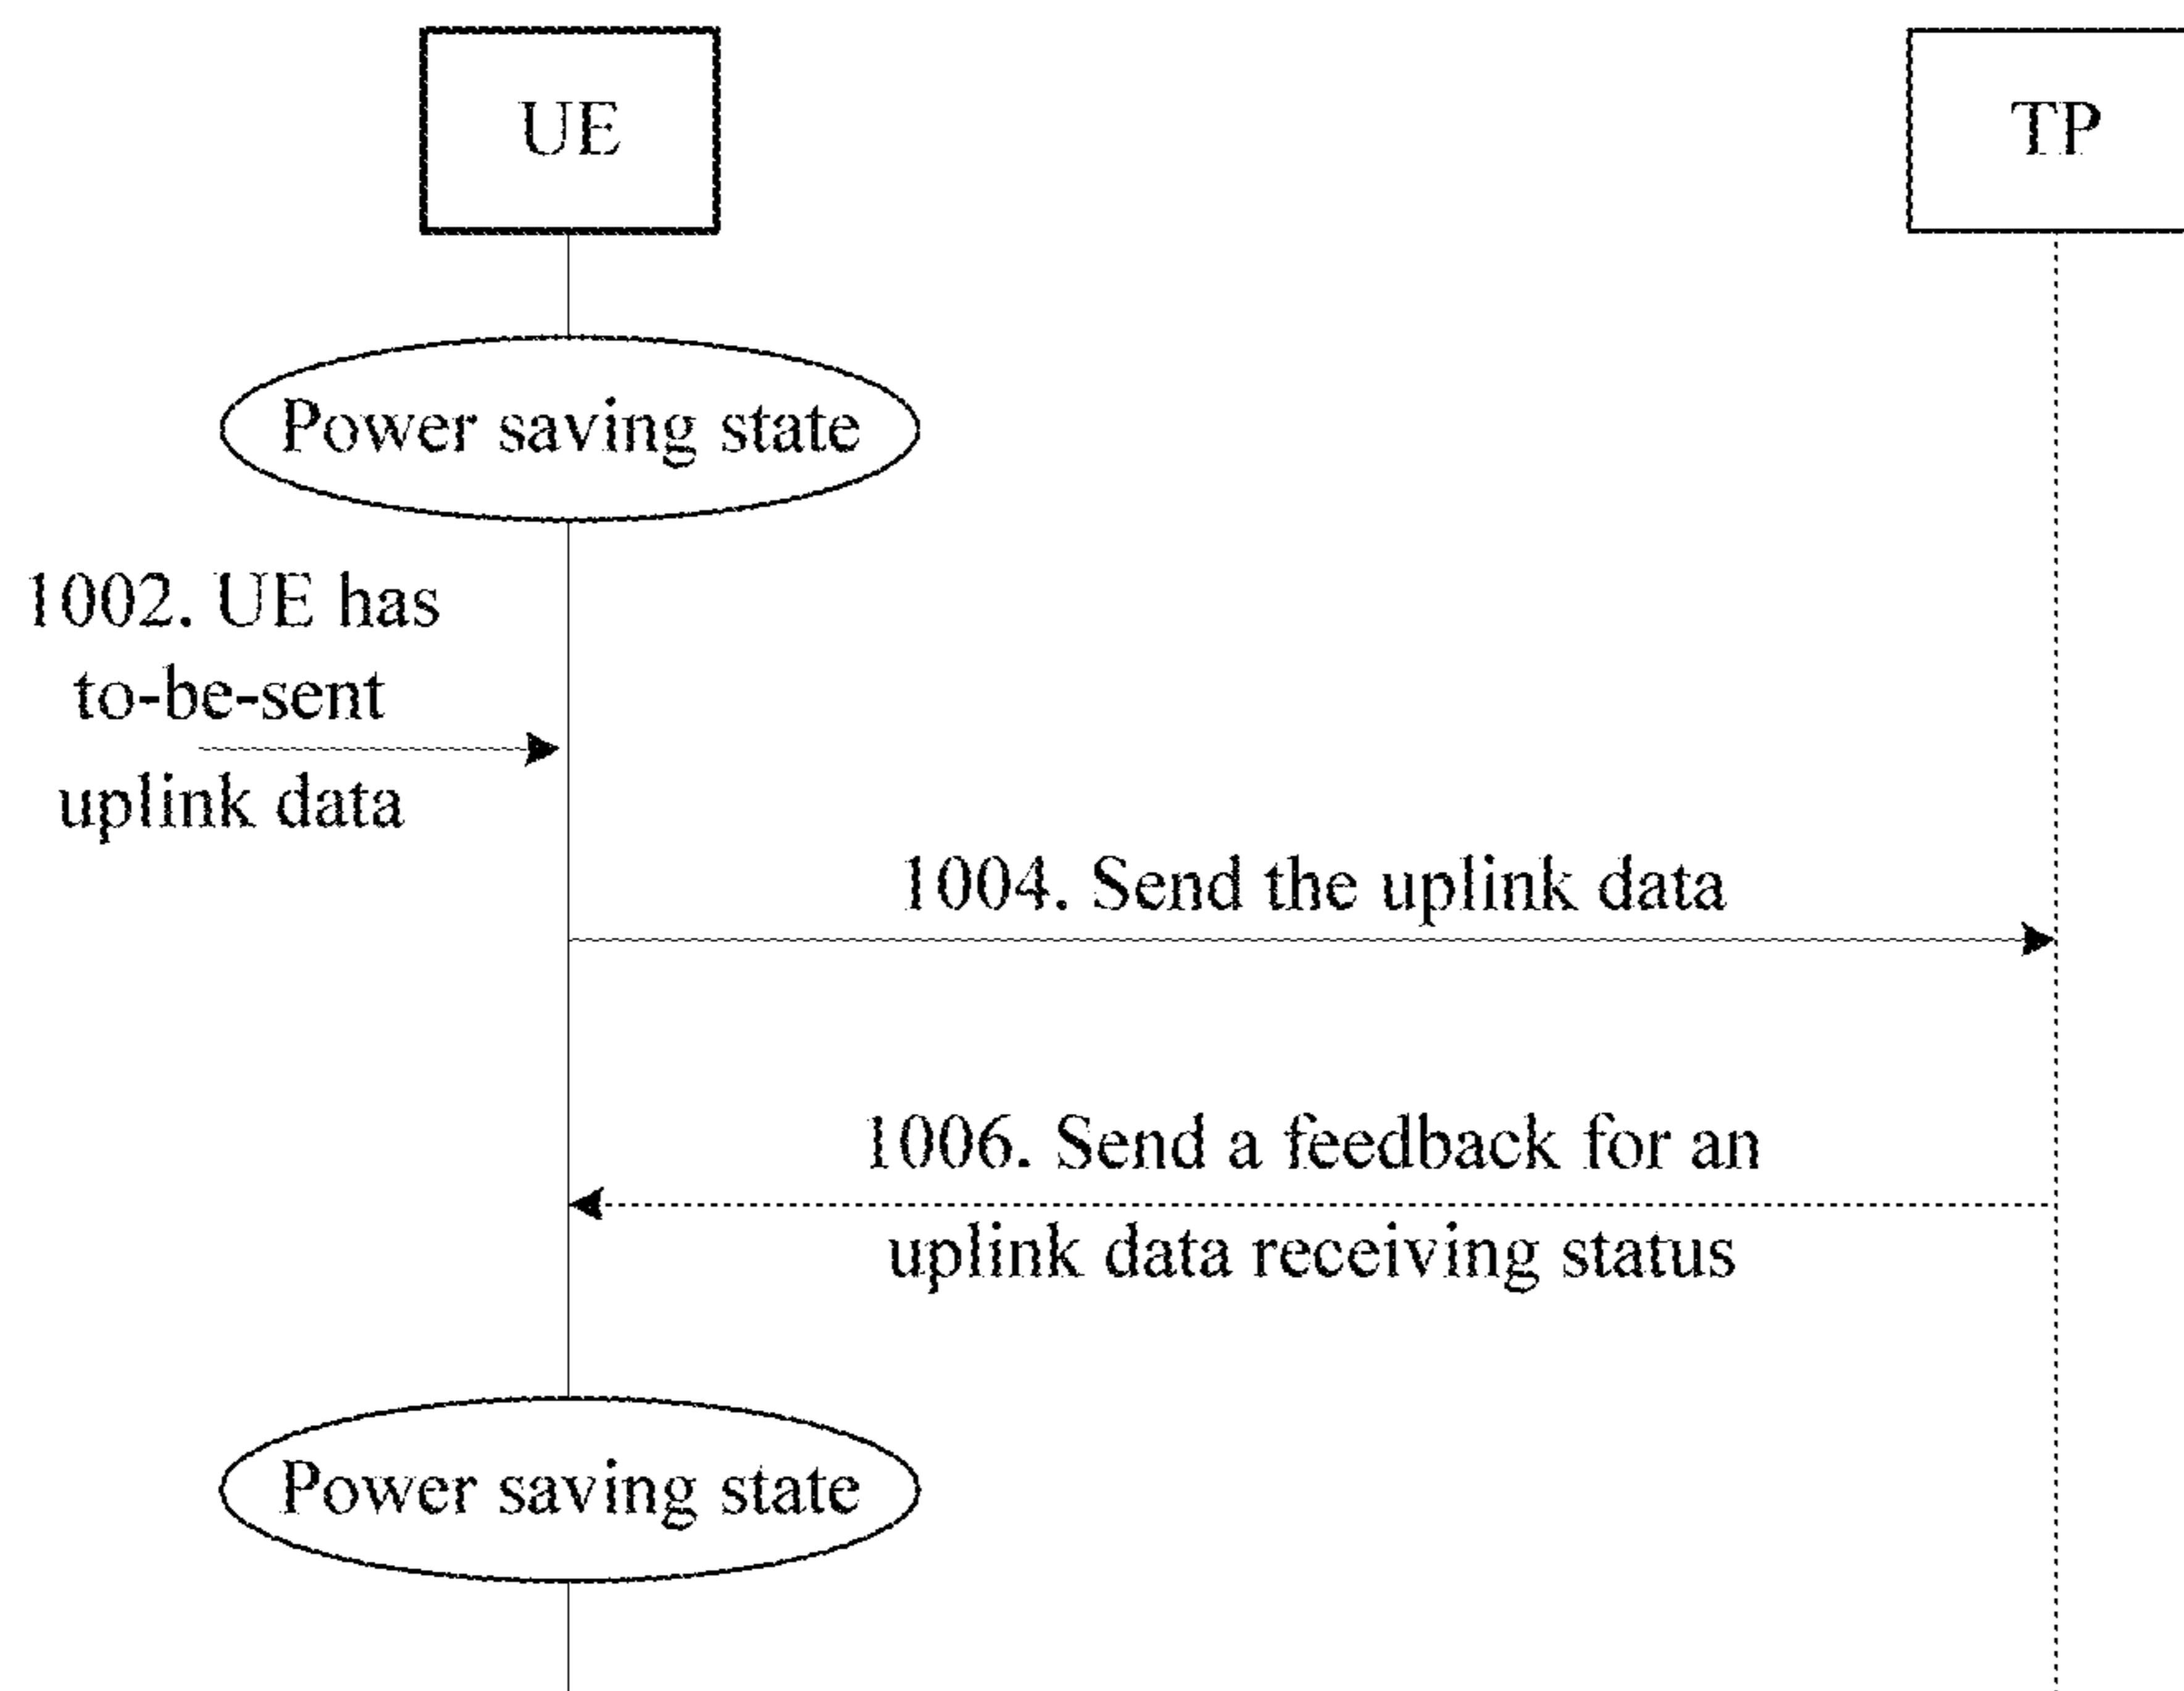 UE
TP
Power saving state
1002. UE has
to-be-sent
uplink data
1004. Send the uplink data
1006. Send a feedback for an
uplink data receiving status
Power saving state